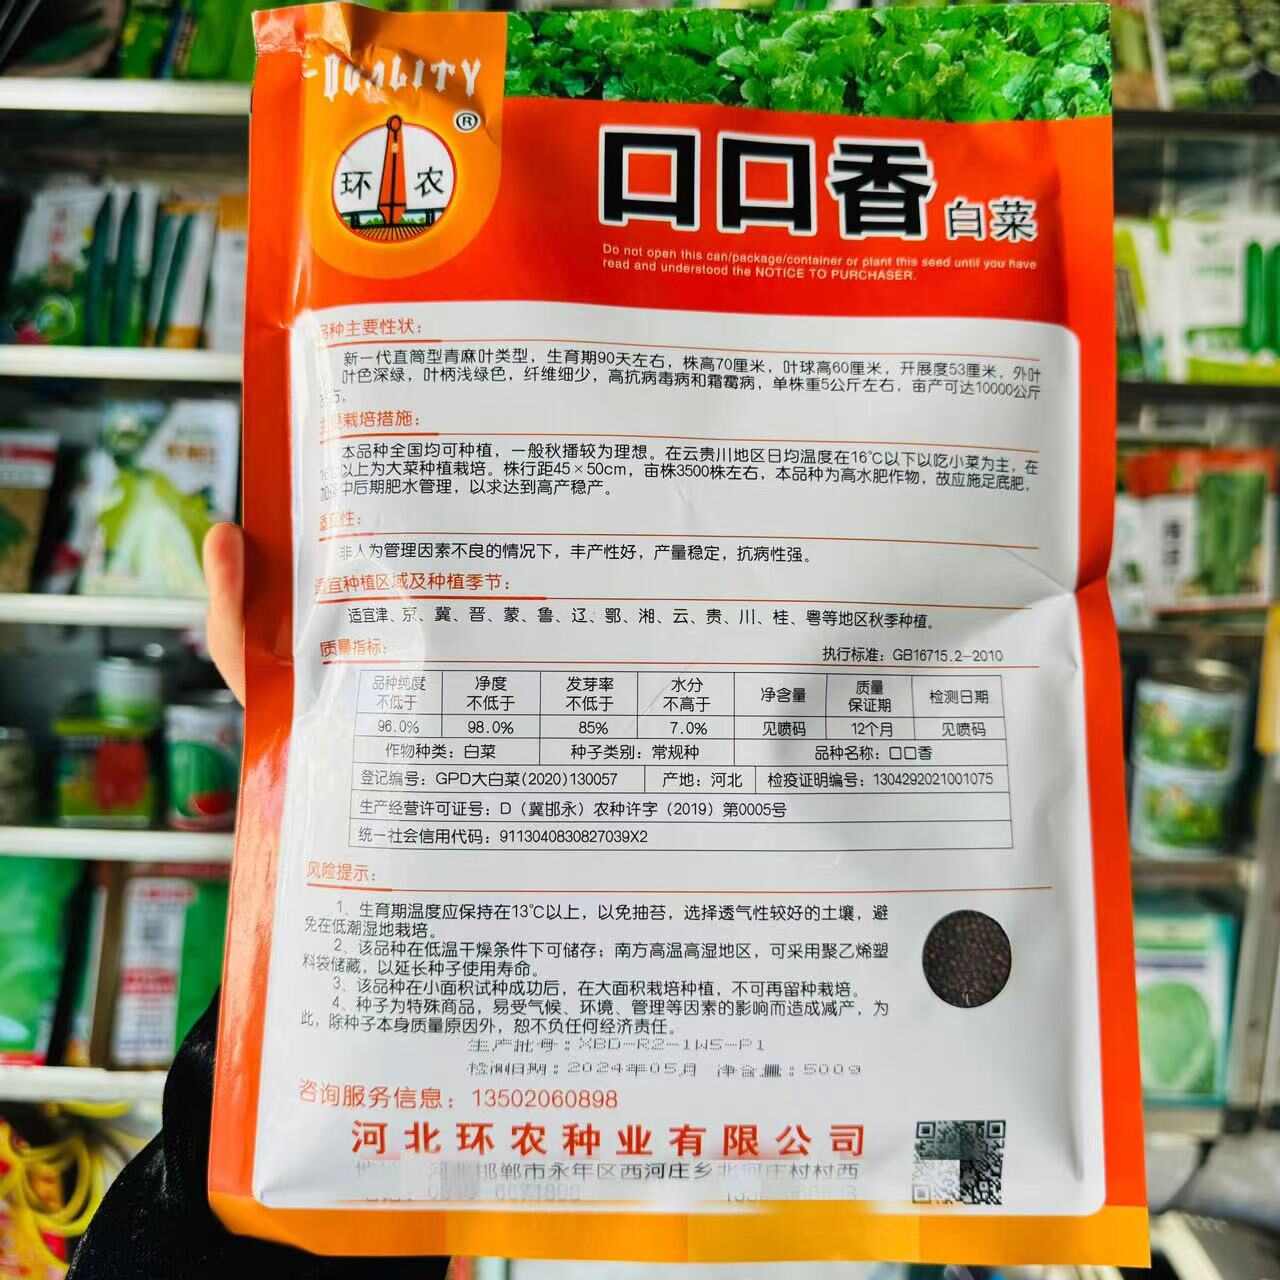 QUALITY
®
环农
口口香 白菜
Do not open this can/package/container or plant this seed until you have
read and understood the NOTICE TO PURCHASER.
品种主要性状：
新一代直筒型青麻叶类型，生育期90天左右，株高70厘米，叶球高60厘米，开展度53厘米，外叶
叶色深绿，叶柄浅绿色，纤维细少，高抗病毒病和霜霉病，单株重5公斤左右，亩产可达10000公斤
栽培措施：
本品种全国均可种植，一般秋播较为理想。在云贵川地区日均温度在16℃以下以吃小菜为主，在
以上为大菜种植栽培。株行距45×50cm，亩株3500株左右，本品种为高水肥作物，故应施足底肥，
中后期肥水管理，以求达到高产稳产。
适应性：
非人为管理因素不良的情况下，丰产性好，产量稳定，抗病性强。
适宜种植区域及种植季节：
适宜津、京、冀、晋、蒙、鲁、辽、鄂、湘、云、贵、川、桂、粤等地区秋季种植。
质量指标：
执行标准：GB16715.2-2010
品种纯度不低于 净度不低于 发芽率不低于 水分不高于 净含量 质量保证期 检测日期
96.0% 98.0% 85% 7.0% 见喷码 12个月 见喷码
作物种类：白菜 种子类别：常规种 品种名称：口口香
登记编号：GPD大白菜(2020)130057 产地：河北 检疫证明编号：1304292021001075
生产经营许可证号：D（冀邯永）农种许字（2019）第0005号
统一社会信用代码：9113040830827039X2
风险提示：
1、生育期温度应保持在13℃以上，以免抽苔，选择透气性较好的土壤，避
免在低潮湿地栽培。
2、该品种在低温干燥条件下可储存；南方高温高湿地区，可采用聚乙烯塑
料袋储藏，以延长种子使用寿命。
3、该品种在小面积试种成功后，在大面积栽培种植，不可再留种栽培。
4、种子为特殊商品，易受气候、环境、管理等因素的影响而造成减产，为
此，除种子本身质量原因外，恕不负任何经济责任。
生产批号：XBD-R2-1W5-P1
检测日期：2024年05月 净含量：500g
咨询服务信息：13502060898
河北环农种业有限公司
河北邯郸市永年区西河庄乡北河庄村村西